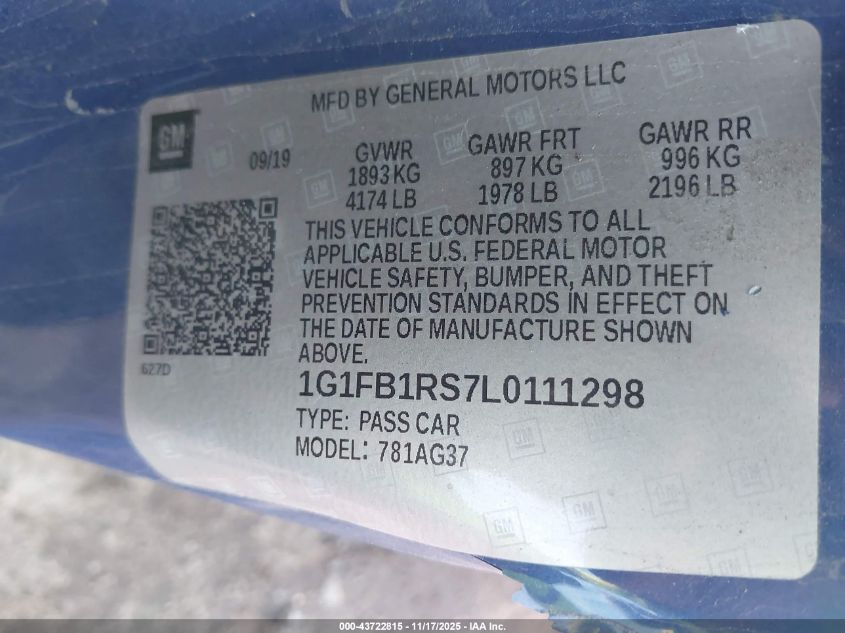 MFD BY GENERAL MOTORS LLC
GM
09/19
GVWR GAWR FRT GAWR RR
1893 KG 897 KG 996 KG
4174 LB 1978 LB 2196 LB
THIS VEHICLE CONFORMS TO ALL
APPLICABLE U.S. FEDERAL MOTOR
VEHICLE SAFETY, BUMPER, AND THEFT
PREVENTION STANDARDS IN EFFECT ON
THE DATE OF MANUFACTURE SHOWN
ABOVE.
627D
1G1FB1RS7L0111298
TYPE: PASS CAR
MODEL: 781AG37
000-43722815 - 11/17/2025 - IAA Inc.